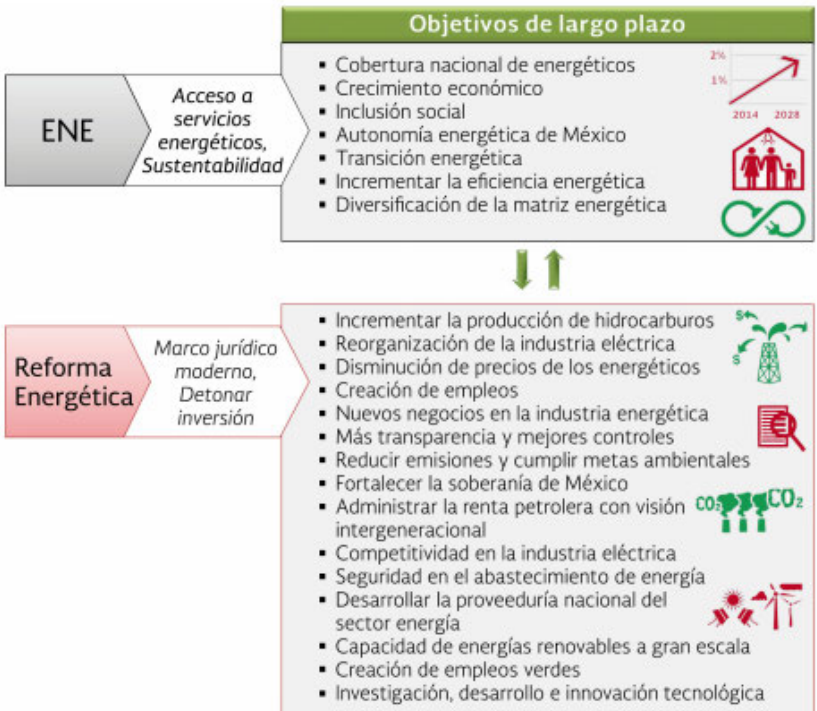 Objetivos de largo plazo
ENE
Acceso a
servicios
energéticos,
Sustentabilidad
▪ Cobertura nacional de energéticos
▪ Crecimiento económico
▪ Inclusión social
▪ Autonomía energética de México
▪ Transición energética
▪ Incrementar la eficiencia energética
▪ Diversificación de la matriz energética
2%
1%
2014 2028
Reforma
Energética
Marco jurídico
moderno,
Detonar
inversión
▪ Incrementar la producción de hidrocarburos
▪ Reorganización de la industria eléctrica
▪ Disminución de precios de los energéticos
▪ Creación de empleos
▪ Nuevos negocios en la industria energética
▪ Más transparencia y mejores controles
▪ Reducir emisiones y cumplir metas ambientales
▪ Fortalecer la soberanía de México
▪ Administrar la renta petrolera con visión
intergeneracional
▪ Competitividad en la industria eléctrica
▪ Seguridad en el abastecimiento de energía
▪ Desarrollar la proveeduría nacional del
sector energía
▪ Capacidad de energías renovables a gran escala
▪ Creación de empleos verdes
▪ Investigación, desarrollo e innovación tecnológica
$
$
CO₂ CO₂